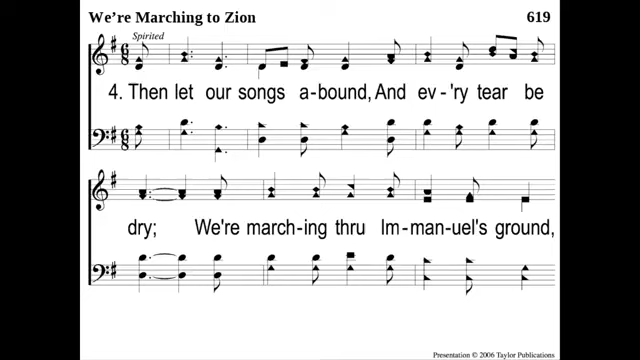 We're Marching to Zion 619
Spirited
4. Then let our songs a-bound, And ev-'ry tear be
dry; We're march-ing thru Im-man-uel's ground,
Presentation © 2006 Taylor Publications